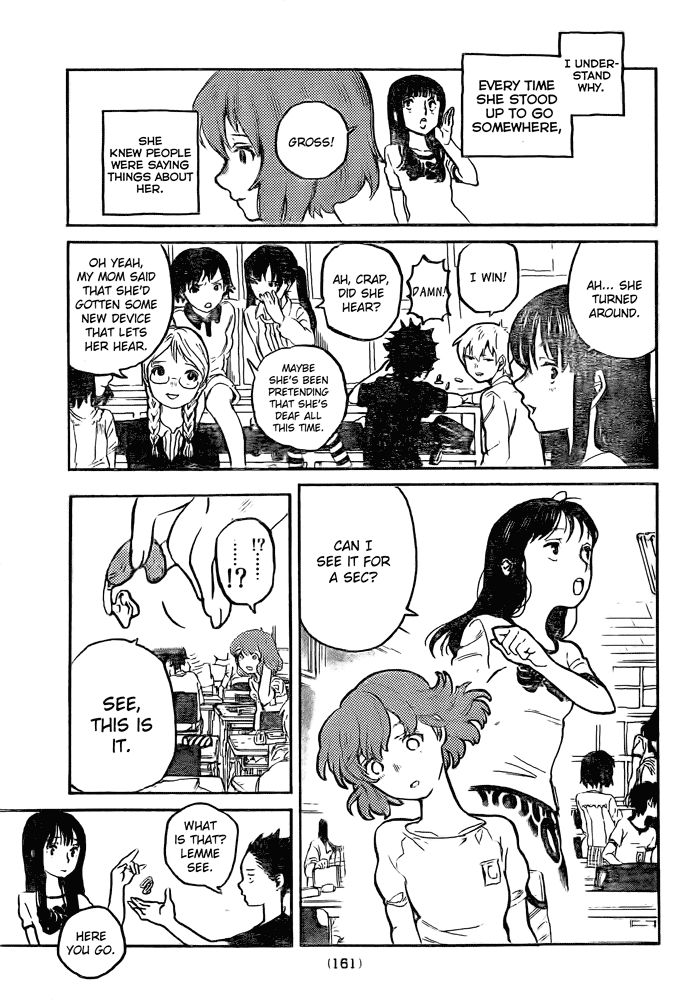 I UNDER-
STAND
WHY.
EVERY TIME
SHE STOOD
UP TO GO
SOMEWHERE,
GROSS!
SHE
KNEW PEOPLE
WERE SAYING
THINGS ABOUT
HER.
AH... SHE
TURNED
AROUND.
I WIN!
DAMN!
AH, CRAP,
DID SHE
HEAR?
MAYBE
SHE'S BEEN
PRETENDING
THAT SHE'S
DEAF ALL
THIS TIME.
OH YEAH,
MY MOM SAID
THAT SHE'D
GOTTEN SOME
NEW DEVICE
THAT LETS
HER HEAR.
CAN I
SEE IT FOR
A SEC?
......!?
......!?
SEE,
THIS IS
IT.
WHAT
IS THAT?
LEMME
SEE.
HERE
YOU GO.
(161)